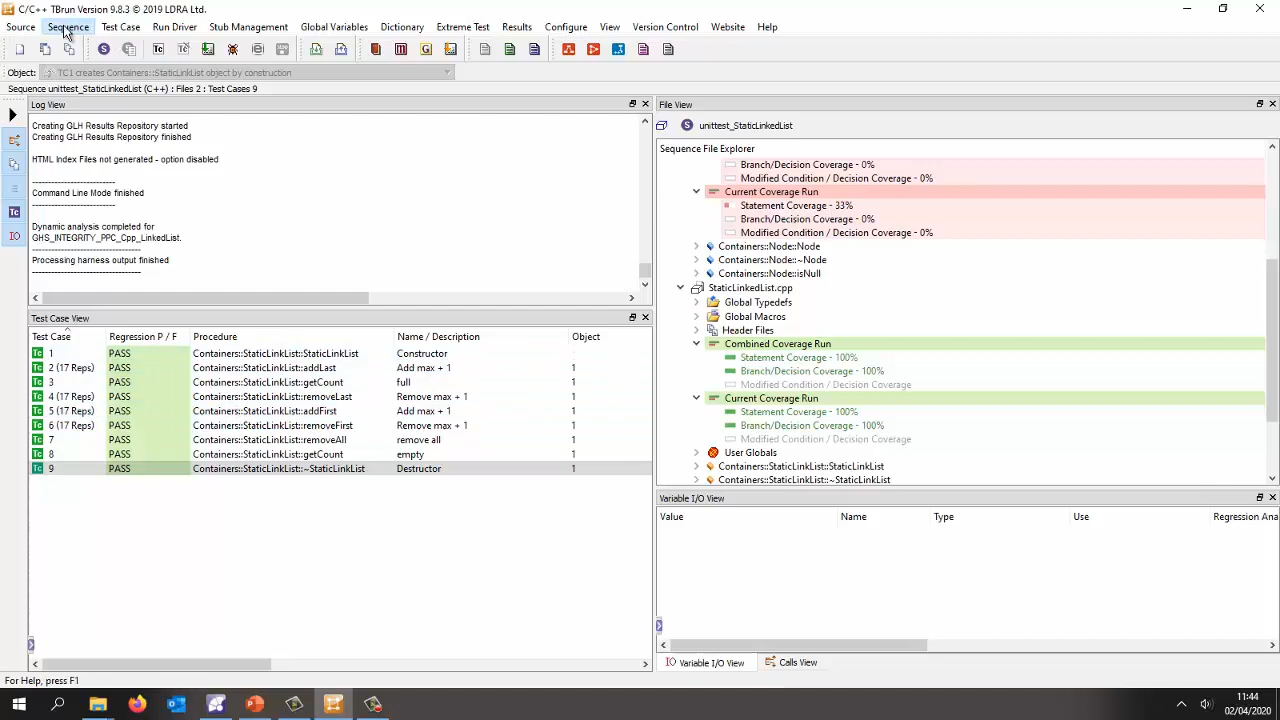 C/C++ TBrun Version 9.8.3 © 2019 LDRA Ltd.
Source Sequence Test Case Run Driver Stub Management Global Variables Dictionary Extreme Test Results Configure View Version Control Website Help
Object: TC1 creates Containers::StaticLinkList object by construction
Sequence unittest_StaticLinkedList (C++) : Files 2 : Test Cases 9
Log View
Creating GLH Results Repository started
Creating GLH Results Repository finished
HTML Index Files not generated - option disabled
--------------------------
Command Line Mode finished
--------------------------
Dynamic analysis completed for
GHS_INTEGRITY_PPC_Cpp_LinkedList.
----------------------------------
Processing harness output finished
----------------------------------
Test Case View
Test Case Regression P / F Procedure Name / Description Object
Tc 1 PASS Containers::StaticLinkList::StaticLinkList Constructor
Tc 2 (17 Reps) PASS Containers::StaticLinkList::addLast Add max + 1 1
Tc 3 PASS Containers::StaticLinkList::getCount full 1
Tc 4 (17 Reps) PASS Containers::StaticLinkList::removeLast Remove max + 1 1
Tc 5 (17 Reps) PASS Containers::StaticLinkList::addFirst Add max + 1 1
Tc 6 (17 Reps) PASS Containers::StaticLinkList::removeFirst Remove max + 1 1
Tc 7 PASS Containers::StaticLinkList::removeAll remove all 1
Tc 8 PASS Containers::StaticLinkList::getCount empty 1
Tc 9 PASS Containers::StaticLinkList::~StaticLinkList Destructor 1
File View
S unittest_StaticLinkedList
Sequence File Explorer
Branch/Decision Coverage - 0%
Modified Condition / Decision Coverage - 0%
Current Coverage Run
Statement Coverage - 33%
Branch/Decision Coverage - 0%
Modified Condition / Decision Coverage - 0%
Containers::Node::Node
Containers::Node::~Node
Containers::Node::isNull
StaticLinkedList.cpp
Global Typedefs
Global Macros
Header Files
Combined Coverage Run
Statement Coverage - 100%
Branch/Decision Coverage - 100%
Modified Condition / Decision Coverage
Current Coverage Run
Statement Coverage - 100%
Branch/Decision Coverage - 100%
Modified Condition / Decision Coverage
User Globals
Containers::StaticLinkList::StaticLinkList
Containers::StaticLinkList::~StaticLinkList
Variable I/O View
Value Name Type Use Regression Ana
IO Variable I/O View Calls View
For Help, press F1
11:44
02/04/2020